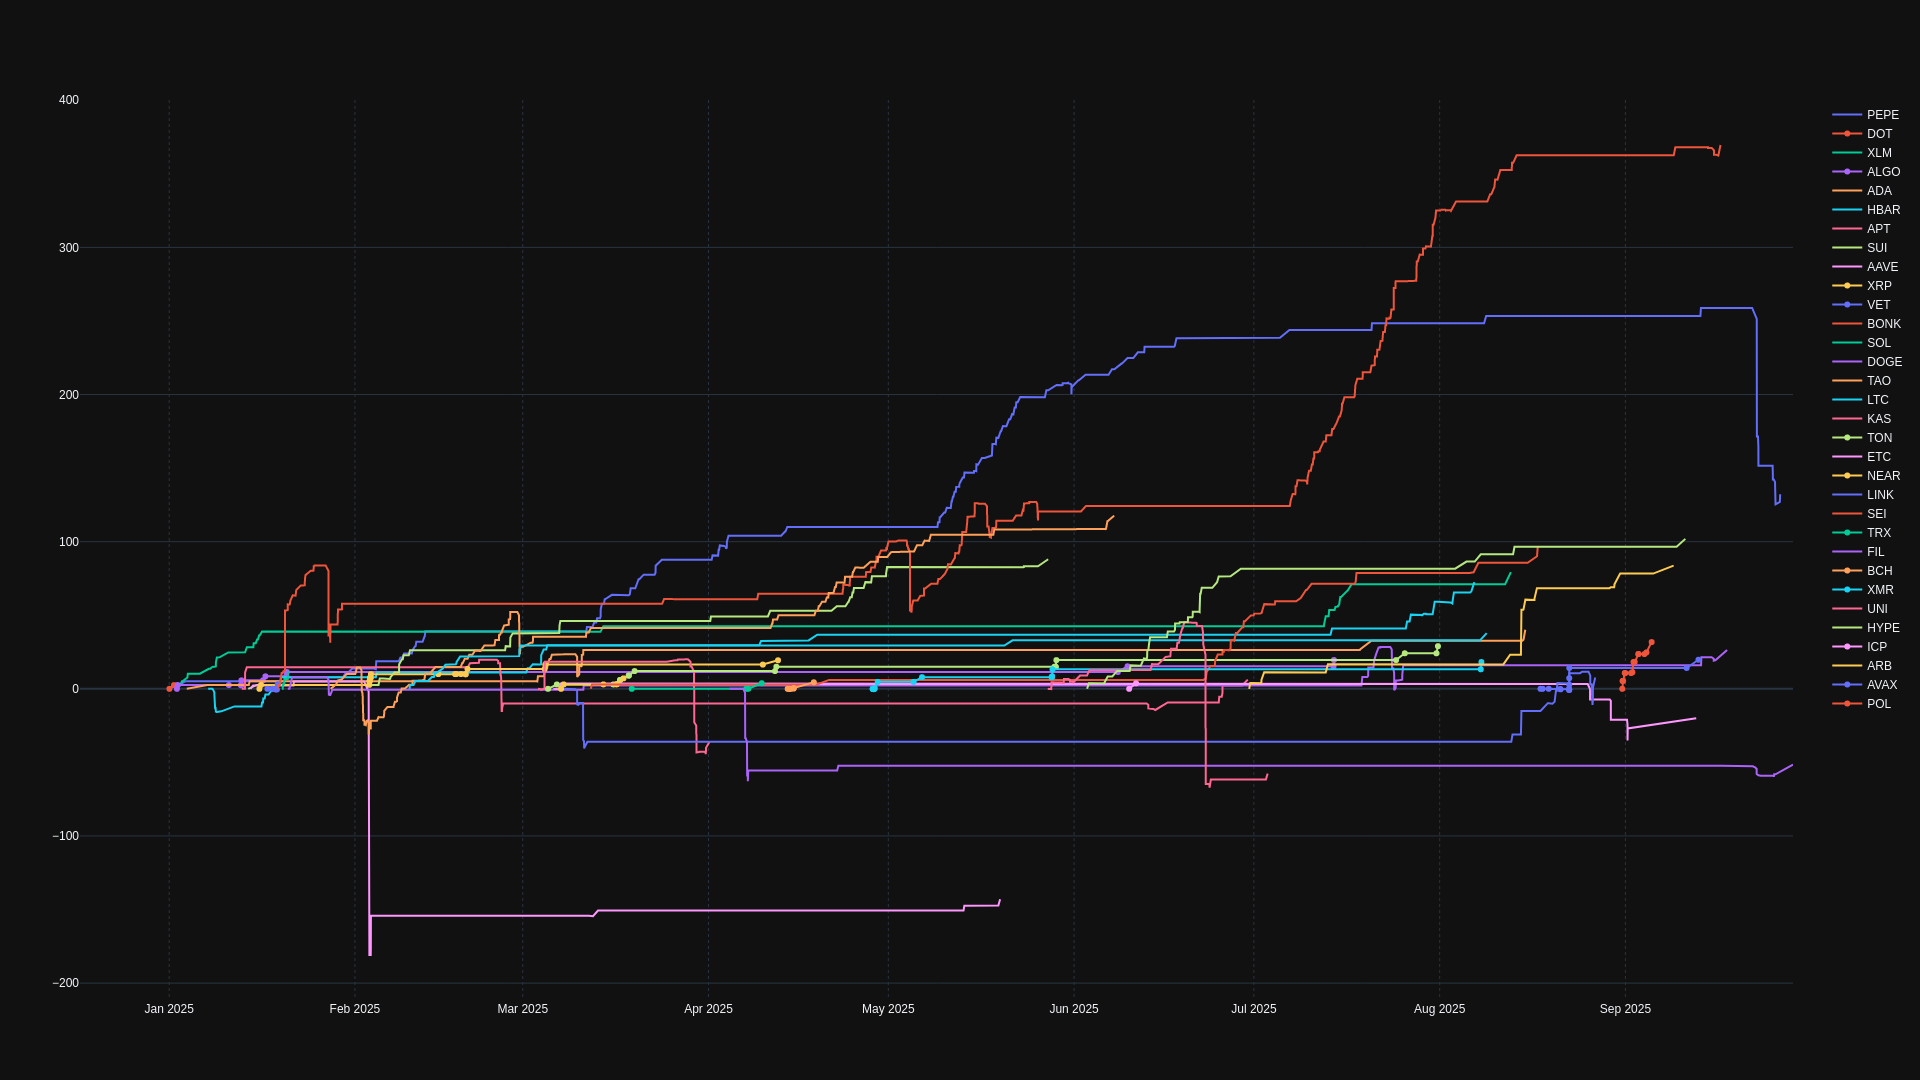 400
300
200
100
0
−100
−200
Jan 2025
Feb 2025
Mar 2025
Apr 2025
May 2025
Jun 2025
Jul 2025
Aug 2025
Sep 2025
PEPE
DOT
XLM
ALGO
ADA
HBAR
APT
SUI
AAVE
XRP
VET
BONK
SOL
DOGE
TAO
LTC
KAS
TON
ETC
NEAR
LINK
SEI
TRX
FIL
BCH
XMR
UNI
HYPE
ICP
ARB
AVAX
POL